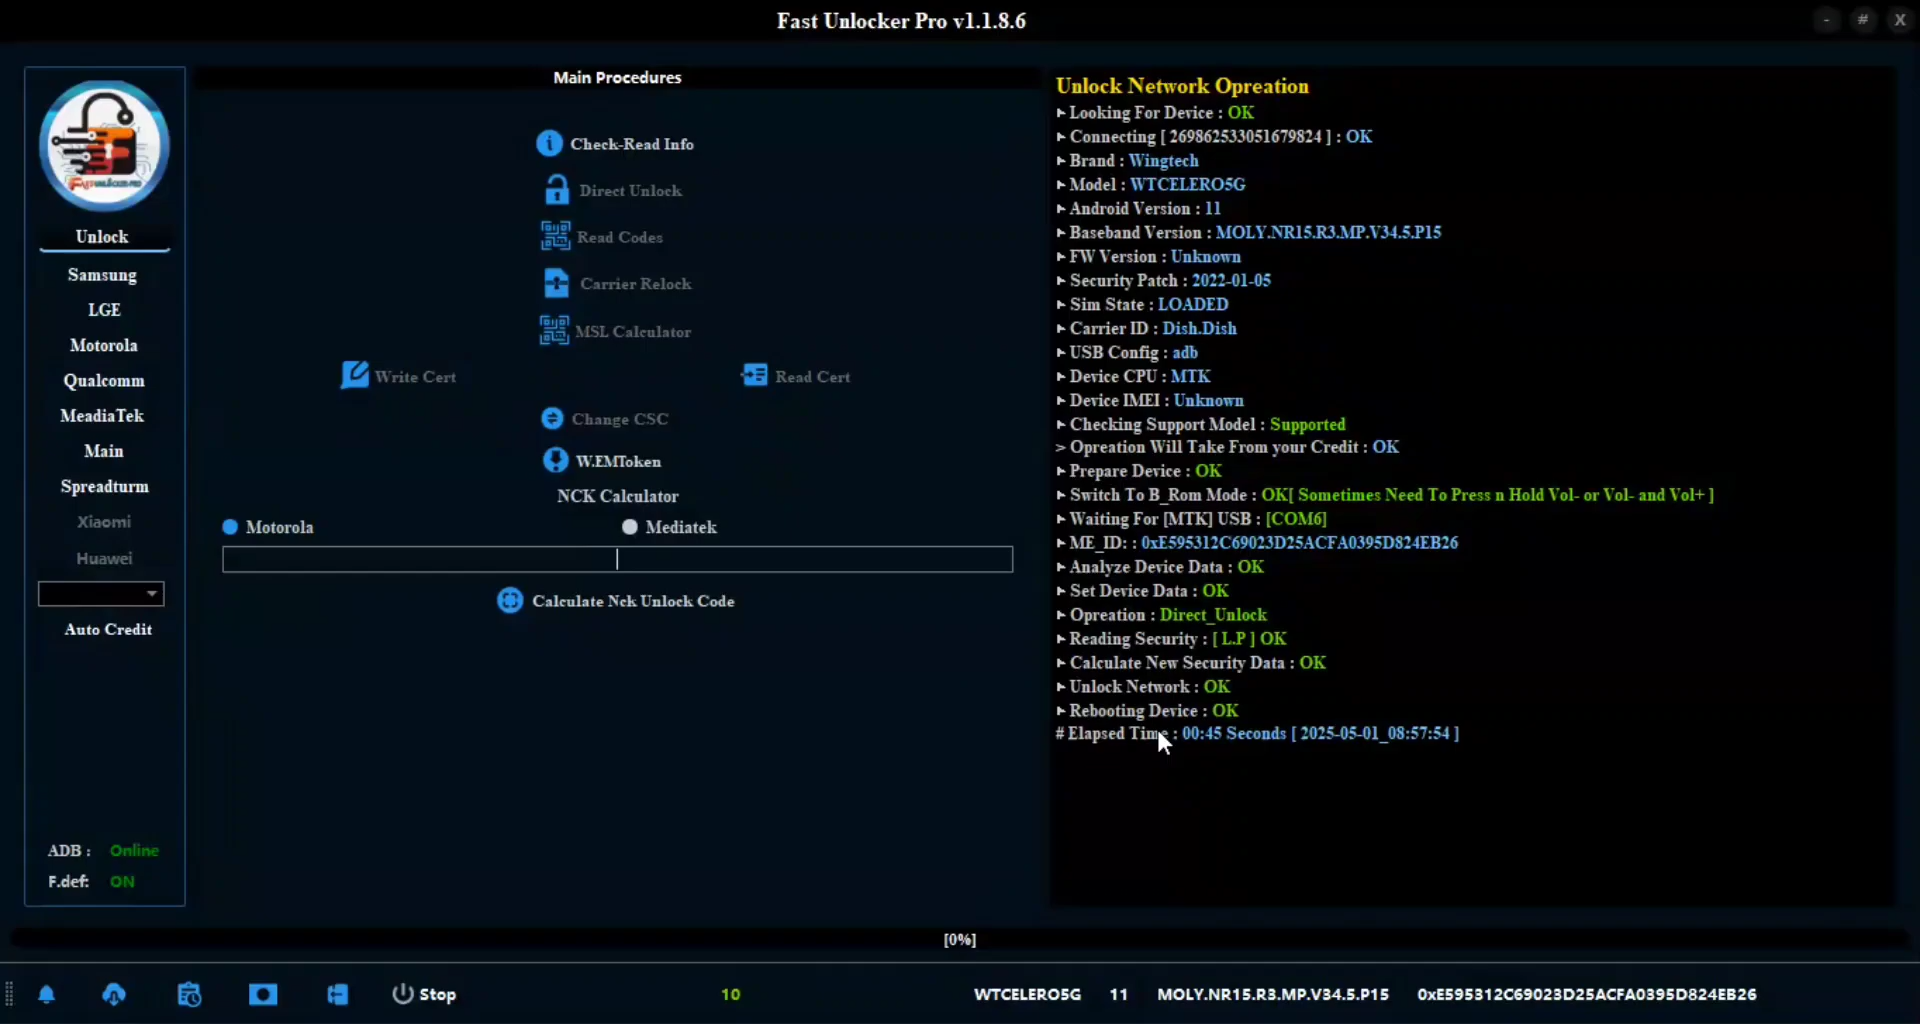 Fast Unlocker Pro v1.1.8.6
- # X
FASTUNLOCKER-PRO
Unlock
Samsung
LGE
Motorola
Qualcomm
MeadiaTek
Main
Spreadturm
Xiaomi
Huawei
Auto Credit
ADB : Online
F.def: ON
Main Procedures
Check-Read Info
Direct Unlock
Read Codes
Carrier Relock
MSL Calculator
Write Cert Read Cert
Change CSC
W.EMToken
NCK Calculator
Motorola Mediatek
Calculate Nck Unlock Code
Unlock Network Opreation
Looking For Device : OK
Connecting [ 269862533051679824 ] : OK
Brand : Wingtech
Model : WTCELERO5G
Android Version : 11
Baseband Version : MOLY.NR15.R3.MP.V34.5.P15
FW Version : Unknown
Security Patch : 2022-01-05
Sim State : LOADED
Carrier ID : Dish.Dish
USB Config : adb
Device CPU : MTK
Device IMEI : Unknown
Checking Support Model : Supported
> Opreation Will Take From your Credit : OK
Prepare Device : OK
Switch To B_Rom Mode : OK[ Sometimes Need To Press n Hold Vol- or Vol- and Vol+ ]
Waiting For [MTK] USB : [COM6]
ME_ID: : 0xE595312C69023D25ACFA0395D824EB26
Analyze Device Data : OK
Set Device Data : OK
Opreation : Direct_Unlock
Reading Security : [ L.P ] OK
Calculate New Security Data : OK
Unlock Network : OK
Rebooting Device : OK
# Elapsed Time : 00:45 Seconds [ 2025-05-01_08:57:54 ]
[0%]
Stop 10 WTCELERO5G 11 MOLY.NR15.R3.MP.V34.5.P15 0xE595312C69023D25ACFA0395D824EB26